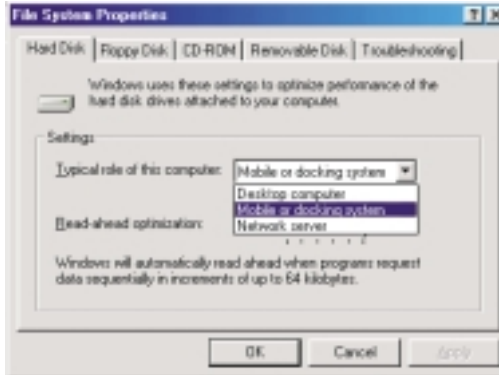 File System Properties
Hard Disk Floppy Disk CD-ROM Removable Disk Troubleshooting
Windows uses these settings to optimize performance of the
hard disk drives attached to your computer.
Settings
Typical role of this computer: Mobile or docking system
Desktop computer
Mobile or docking system
Network server
Read-ahead optimization:
Windows will automatically read ahead when programs request
data sequentially in increments of up to 64 kilobytes.
OK Cancel Apply